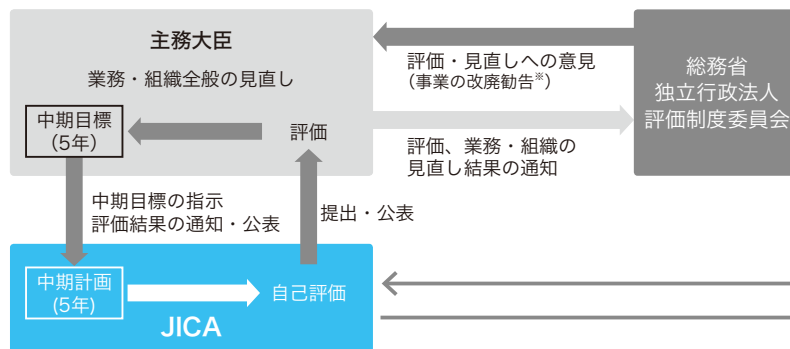 主務大臣
業務・組織全般の見直し
中期目標
(5年)
評価
評価・見直しへの意見
(事業の改廃勧告※)
総務省
独立行政法人
評価制度委員会
評価、業務・組織の
見直し結果の通知
中期目標の指示
評価結果の通知・公表
提出・公表
中期計画
(5年)
自己評価
JICA